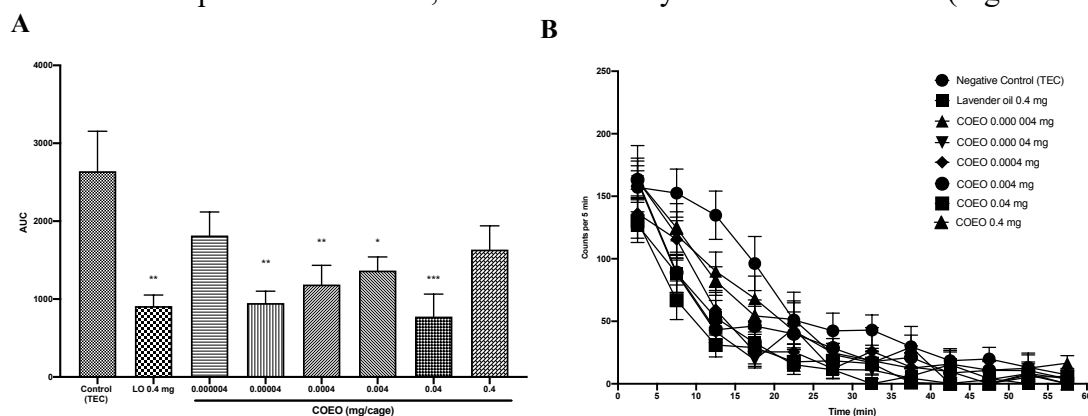 A
B
4000
3000
2000
1000
0
AUC
**
**
**
*
***
Control
(TEC)
LO 0.4 mg
0.000004
0.00004
0.0004
0.004
0.04
0.4
COEO (mg/cage)
250
200
150
100
50
0
Counts per 5 min
0 5 10 15 20 25 30 35 40 45 50 55 60
Time (min)
Negative Control (TEC)
Lavender oil 0.4 mg
COEO 0.000 004 mg
COEO 0.000 04 mg
COEO 0.0004 mg
COEO 0.004 mg
COEO 0.04 mg
COEO 0.4 mg